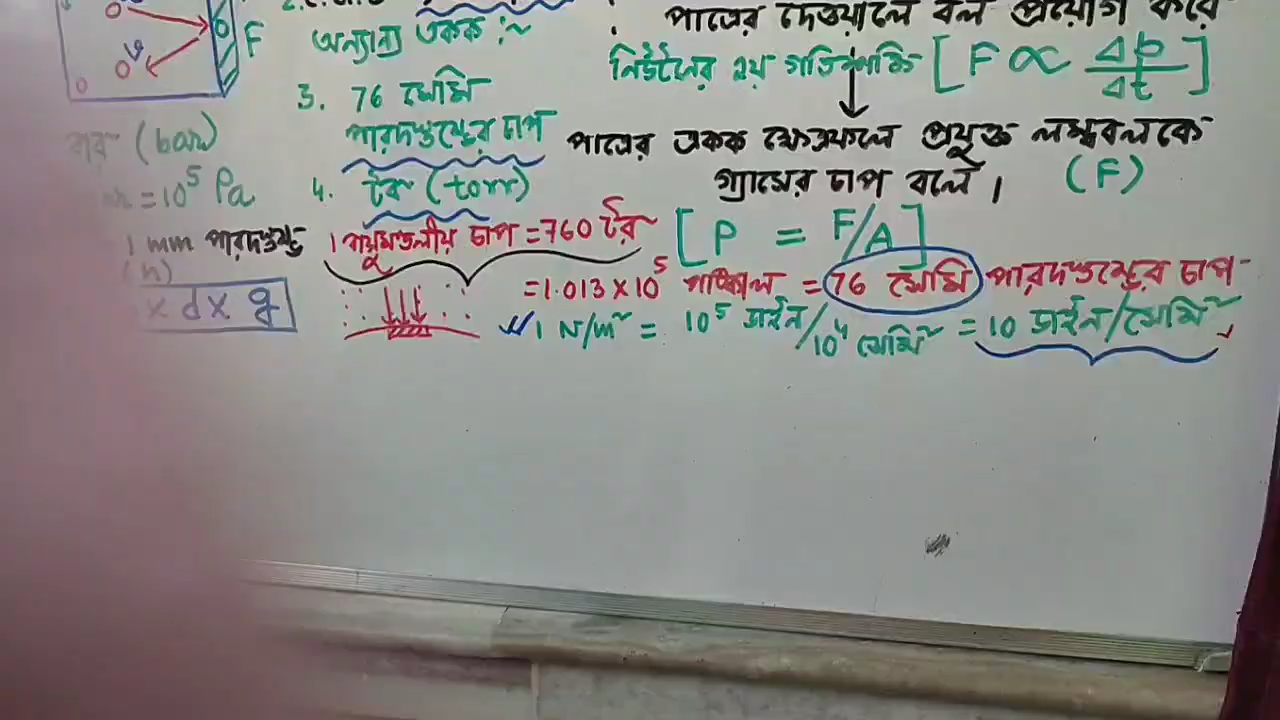 পাত্রের দেওয়ালে বল প্রয়োগ করে
F
অন্যান্য একক :~
নিউটনের ২য় গতিসূত্র [F ∝ Δp/Δt]
3. 76 সেমি
পারদস্তম্ভের চাপ
পাত্রের একক ক্ষেত্রফলে প্রযুক্ত লম্ববলকে
(bar)
গ্যাসের চাপ বলে। (F)
4. টর (torr)
= 10⁵ Pa
1 mm পারদস্তম্ভ
1 বায়ুমণ্ডলীয় চাপ = 760 টর
[P = F/A]
(h)
= 1.013 × 10⁵ পাস্কাল = 76 সেমি পারদস্তম্ভের চাপ
× d × g
1 N/m² = 10⁵ ডাইন/10⁴ সেমি² = 10 ডাইন/সেমি²